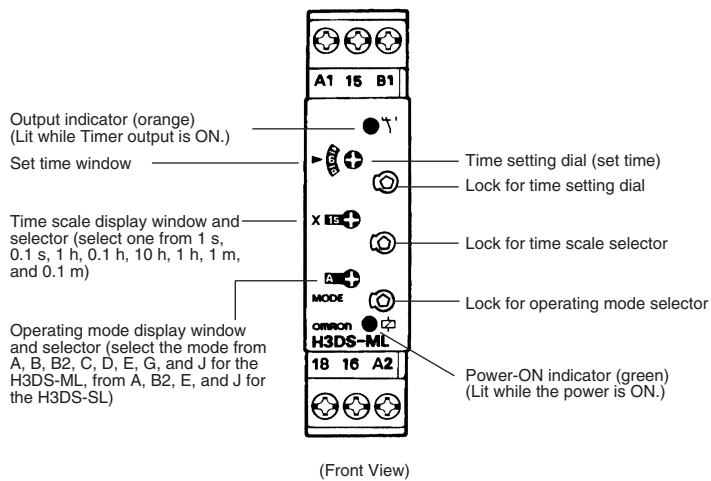 A1 15 B1
Output indicator (orange)
(Lit while Timer output is ON.)
Set time window
Time setting dial (set time)
Lock for time setting dial
Time scale display window and
selector (select one from 1 s,
0.1 s, 1 h, 0.1 h, 10 h, 1 h, 1 m,
and 0.1 m)
X 1S
Lock for time scale selector
A
MODE
Lock for operating mode selector
Operating mode display window
and selector (select the mode from
A, B, B2, C, D, E, G, and J for the
H3DS-ML, from A, B2, E, and J for
the H3DS-SL)
omron
H3DS-ML
18 16 A2
Power-ON indicator (green)
(Lit while the power is ON.)
(Front View)